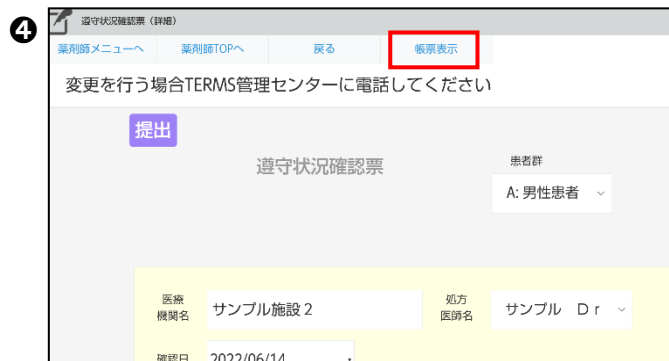 ❹
遵守状況確認票（詳細）
薬剤師メニューへ 薬剤師TOPへ 戻る 帳票表示
変更を行う場合TERMS管理センターに電話してください
提出
遵守状況確認票
患者群
A: 男性患者
医療機関名 サンプル施設２
処方医師名 サンプル　Ｄｒ
確認日 2022/06/14